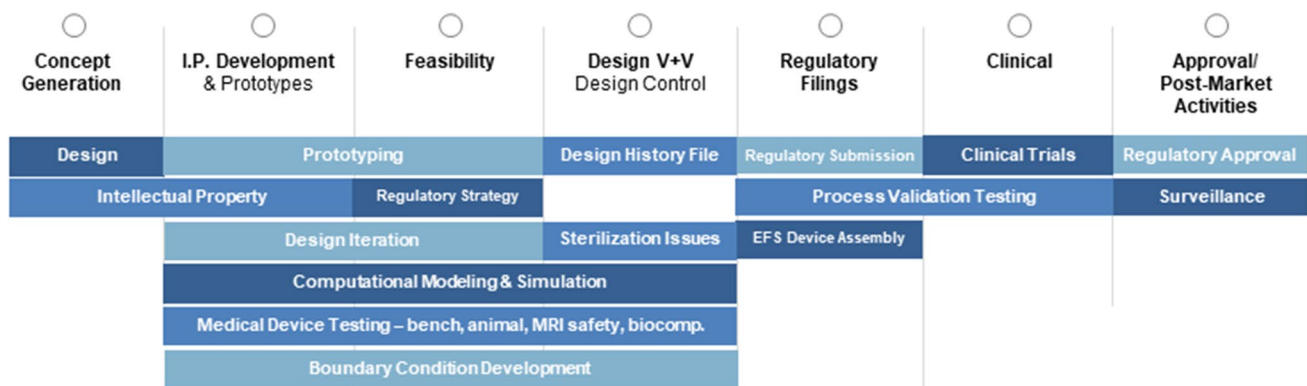 Concept
Generation
I.P. Development
& Prototypes
Feasibility
Design V+V
Design Control
Regulatory
Filings
Clinical
Approval/
Post-Market
Activities
Design
Prototyping
Design History File
Regulatory Submission
Clinical Trials
Regulatory Approval
Intellectual Property
Regulatory Strategy
Process Validation Testing
Surveillance
Design Iteration
Sterilization Issues
EFS Device Assembly
Computational Modeling & Simulation
Medical Device Testing – bench, animal, MRI safety, biocomp.
Boundary Condition Development